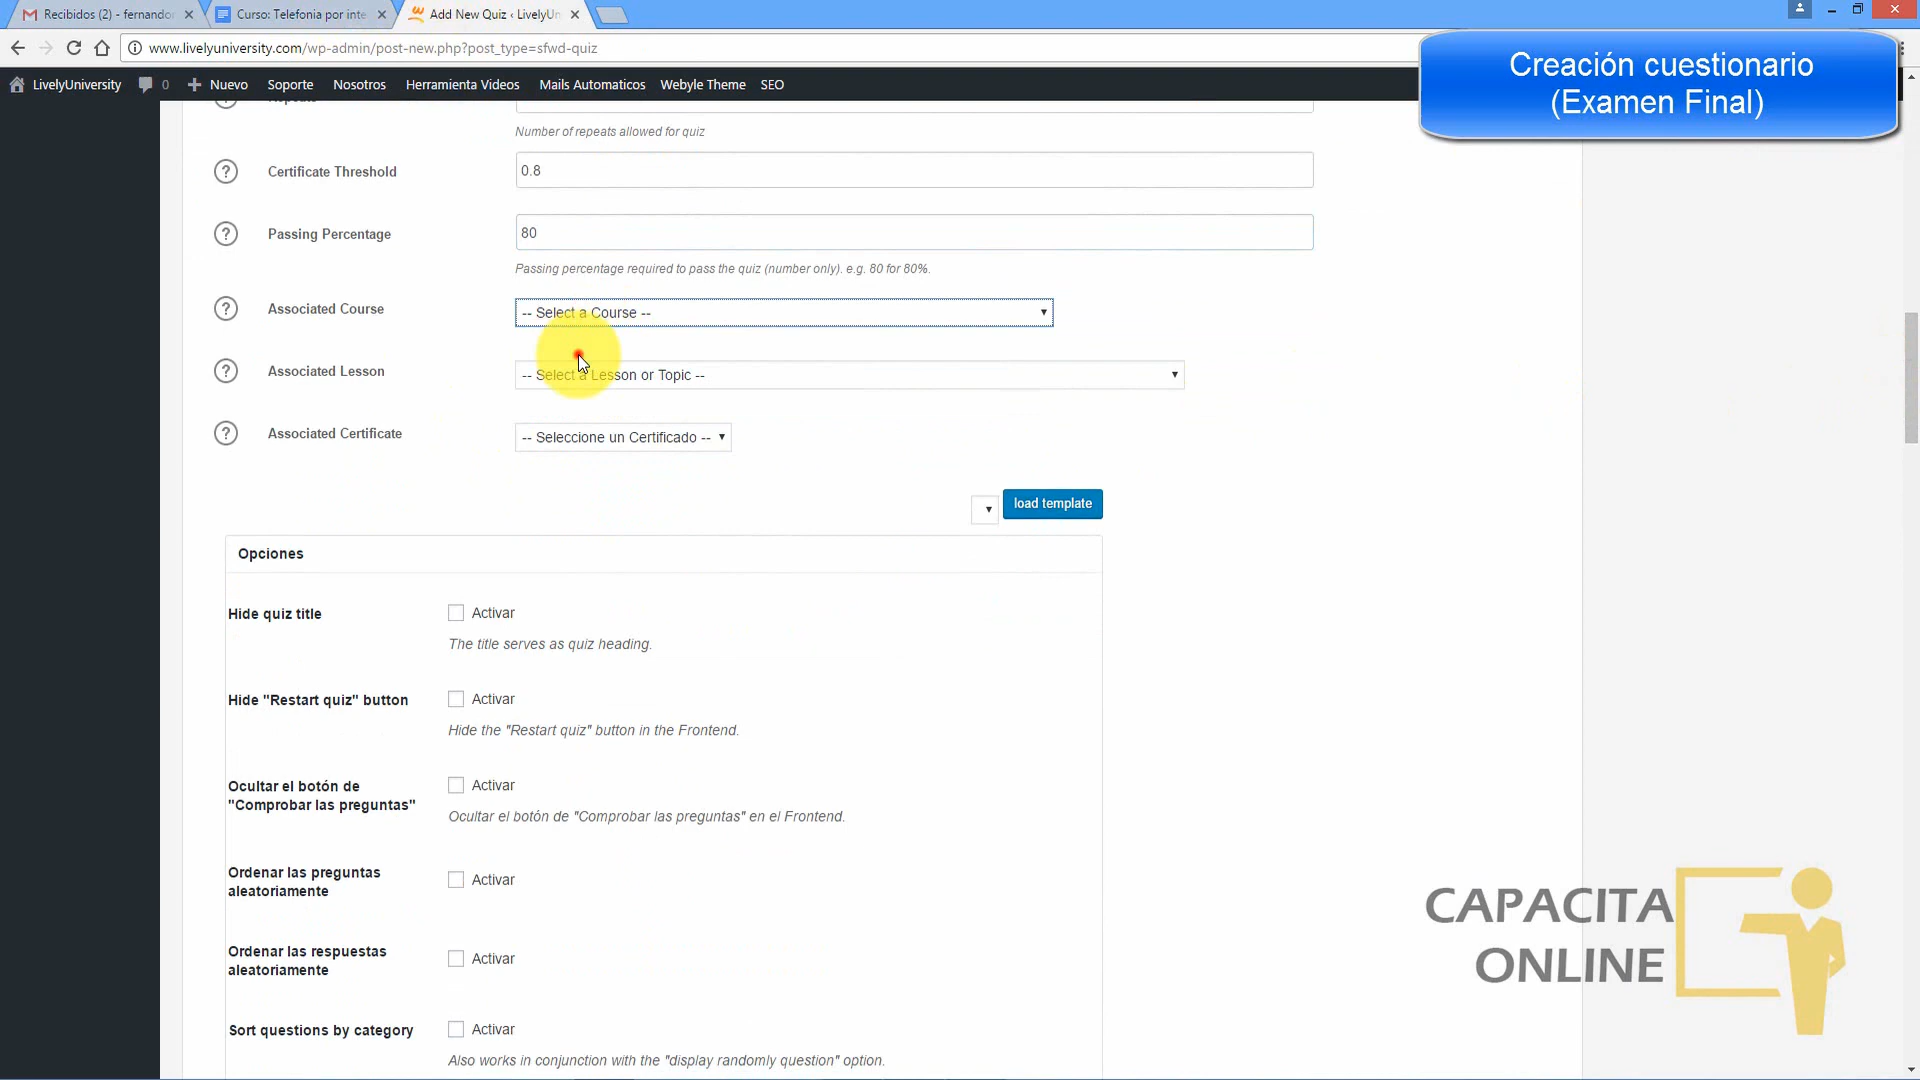 Recibidos (2) - fernandor
Curso: Telefonia por inte
Add New Quiz ‹ LivelyUn
www.livelyuniversity.com/wp-admin/post-new.php?post_type=sfwd-quiz
LivelyUniversity 0 Nuevo Soporte Nosotros Herramienta Videos Mails Automaticos Webyle Theme SEO
Creación cuestionario
(Examen Final)
Repeats
Number of repeats allowed for quiz
? Certificate Threshold 0.8
? Passing Percentage 80
Passing percentage required to pass the quiz (number only). e.g. 80 for 80%.
? Associated Course -- Select a Course --
? Associated Lesson -- Select a Lesson or Topic --
? Associated Certificate -- Seleccione un Certificado --
load template
Opciones
Hide quiz title Activar
The title serves as quiz heading.
Hide "Restart quiz" button Activar
Hide the "Restart quiz" button in the Frontend.
Ocultar el botón de
"Comprobar las preguntas" Activar
Ocultar el botón de "Comprobar las preguntas" en el Frontend.
Ordenar las preguntas
aleatoriamente Activar
Ordenar las respuestas
aleatoriamente Activar
Sort questions by category Activar
Also works in conjunction with the "display randomly question" option.
CAPACITA
ONLINE